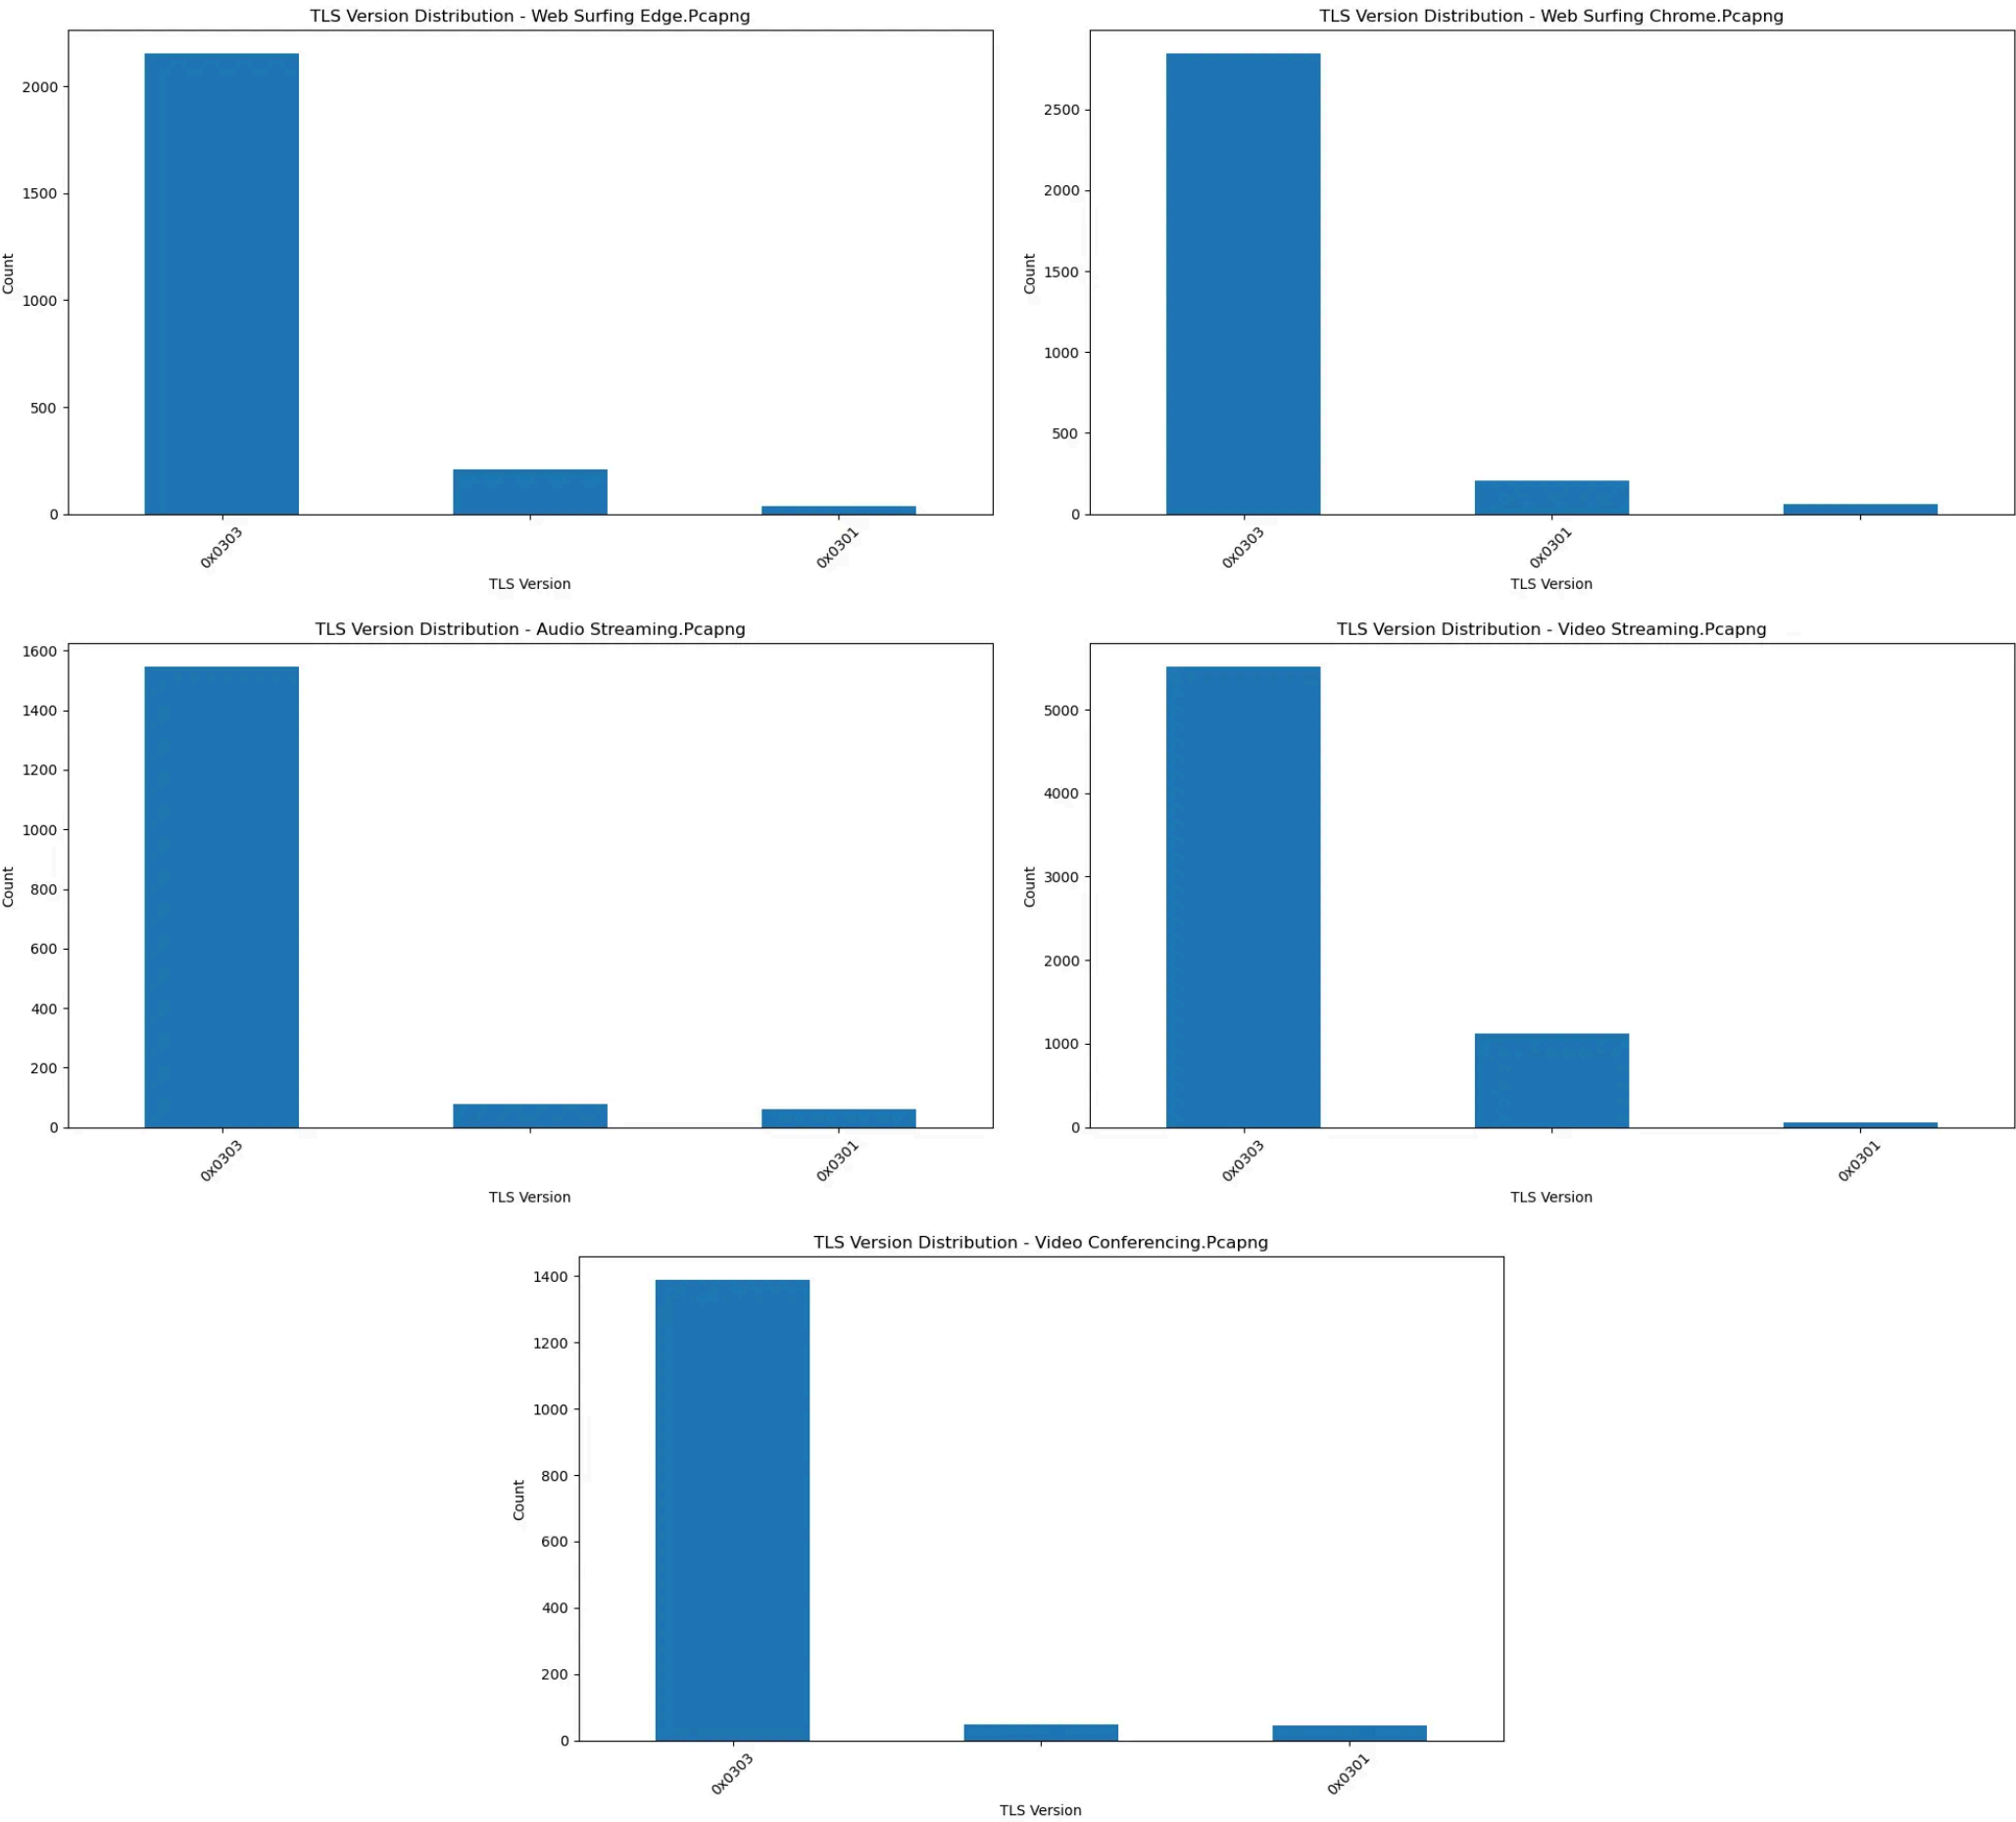 TLS Version Distribution - Web Surfing Edge.Pcapng
Count
2000
1500
1000
500
0
0x0303
0x0301
TLS Version
TLS Version Distribution - Web Surfing Chrome.Pcapng
Count
2500
2000
1500
1000
500
0
0x0303
0x0301
TLS Version
TLS Version Distribution - Audio Streaming.Pcapng
Count
1600
1400
1200
1000
800
600
400
200
0
0x0303
0x0301
TLS Version
TLS Version Distribution - Video Streaming.Pcapng
Count
5000
4000
3000
2000
1000
0
0x0303
0x0301
TLS Version
TLS Version Distribution - Video Conferencing.Pcapng
Count
1400
1200
1000
800
600
400
200
0
0x0303
0x0301
TLS Version